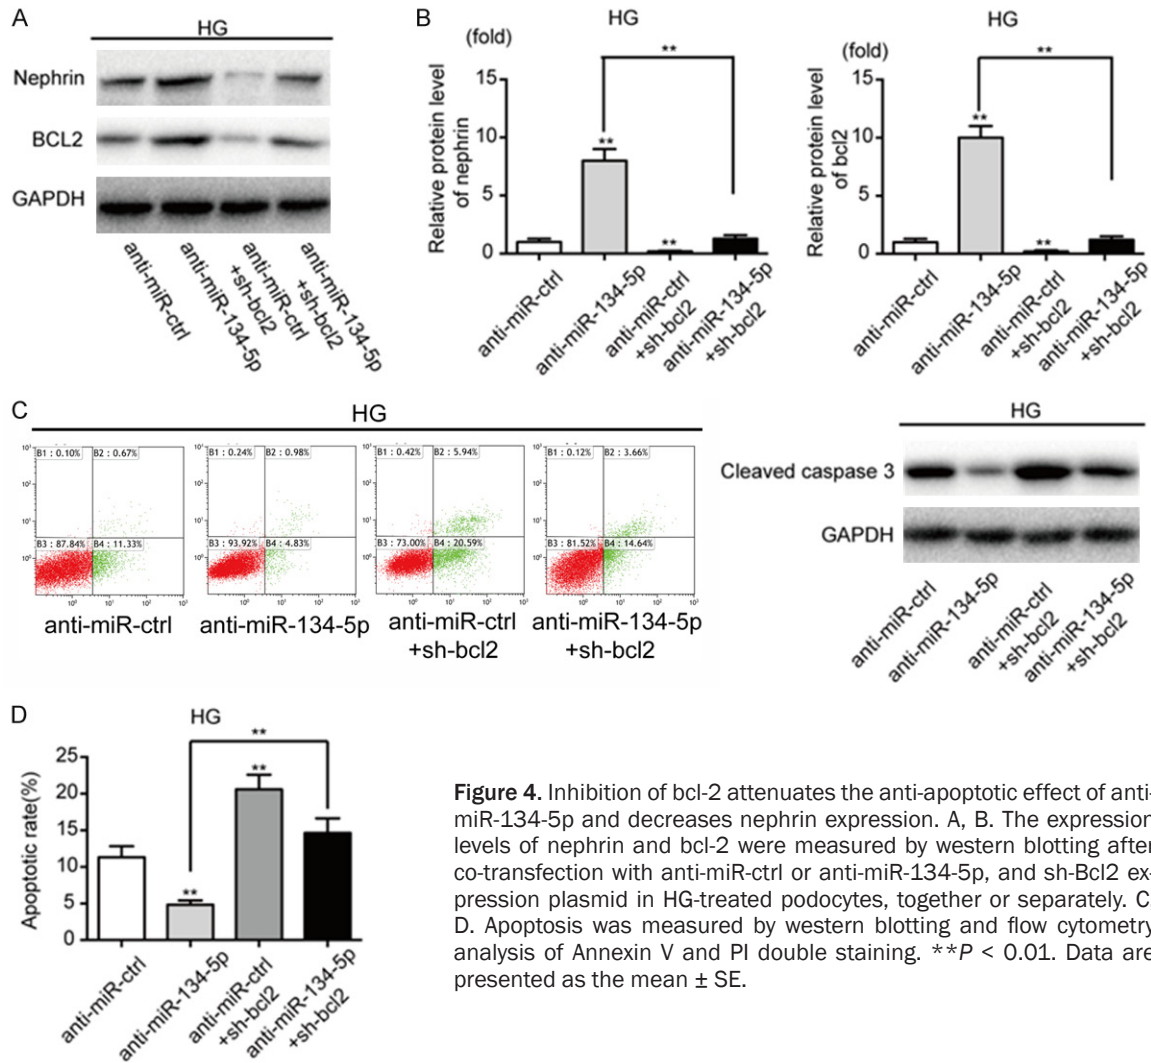 A
HG
Nephrin
BCL2
GAPDH
anti-miR-ctrl
anti-miR-134-5p
anti-miR-ctrl
+sh-bcl2
anti-miR-134-5p
+sh-bcl2
B
HG
(fold)
**
15
10
5
0
Relative protein level
of nephrin
**
**
anti-miR-ctrl
anti-miR-134-5p
anti-miR-ctrl
+sh-bcl2
anti-miR-134-5p
+sh-bcl2
HG
(fold)
**
15
10
5
0
Relative protein level
of bcl2
**
**
anti-miR-ctrl
anti-miR-134-5p
anti-miR-ctrl
+sh-bcl2
anti-miR-134-5p
+sh-bcl2
C
HG
B1 : 0.10% B2 : 0.67%
B3 : 87.84% B4 : 11.33%
anti-miR-ctrl
B1 : 0.24% B2 : 0.98%
B3 : 93.92% B4 : 4.83%
anti-miR-134-5p
B1 : 0.42% B2 : 5.94%
B3 : 73.00% B4 : 20.59%
anti-miR-ctrl
+sh-bcl2
B1 : 0.12% B2 : 3.66%
B3 : 81.52% B4 : 14.64%
anti-miR-134-5p
+sh-bcl2
HG
Cleaved caspase 3
GAPDH
anti-miR-ctrl
anti-miR-134-5p
anti-miR-ctrl
+sh-bcl2
anti-miR-134-5p
+sh-bcl2
D
HG
**
25
20
15
10
5
0
Apoptotic rate(%)
**
**
anti-miR-ctrl
anti-miR-134-5p
anti-miR-ctrl
+sh-bcl2
anti-miR-134-5p
+sh-bcl2
Figure 4. Inhibition of bcl-2 attenuates the anti-apoptotic effect of anti-
miR-134-5p and decreases nephrin expression. A, B. The expression
levels of nephrin and bcl-2 were measured by western blotting after
co-transfection with anti-miR-ctrl or anti-miR-134-5p, and sh-Bcl2 ex-
pression plasmid in HG-treated podocytes, together or separately. C,
D. Apoptosis was measured by western blotting and flow cytometry
analysis of Annexin V and PI double staining. **P < 0.01. Data are
presented as the mean ± SE.